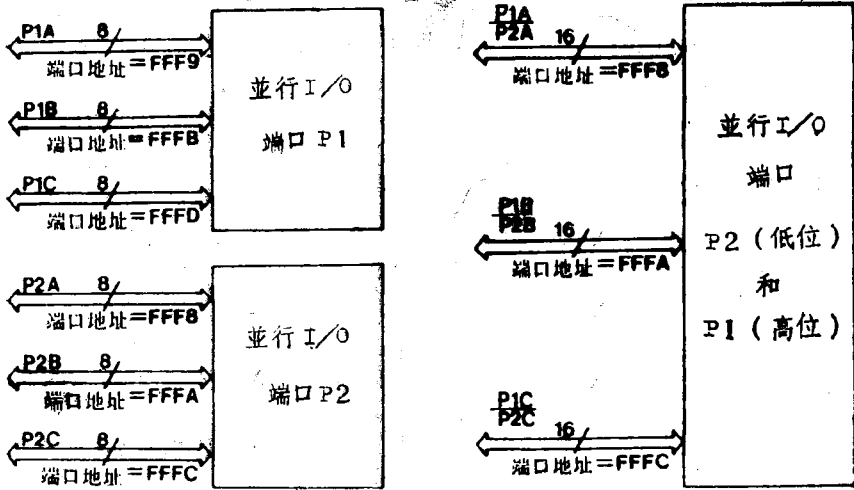 P1A 8
端口地址=FFF9
P1B 8
端口地址=FFFB
P1C 8
端口地址=FFFD
並行I/O
端口 P1
P2A 8
端口地址=FFF8
P2B 8
端口地址=FFFA
P2C 8
端口地址=FFFC
並行I/O
端口 P2
P1A
P2A 16
端口地址=FFF8
P1B
P2B 16
端口地址=FFFA
P1C
P2C 16
端口地址=FFFC
並行I/O
端口
P2(低位)
和
P1(高位)